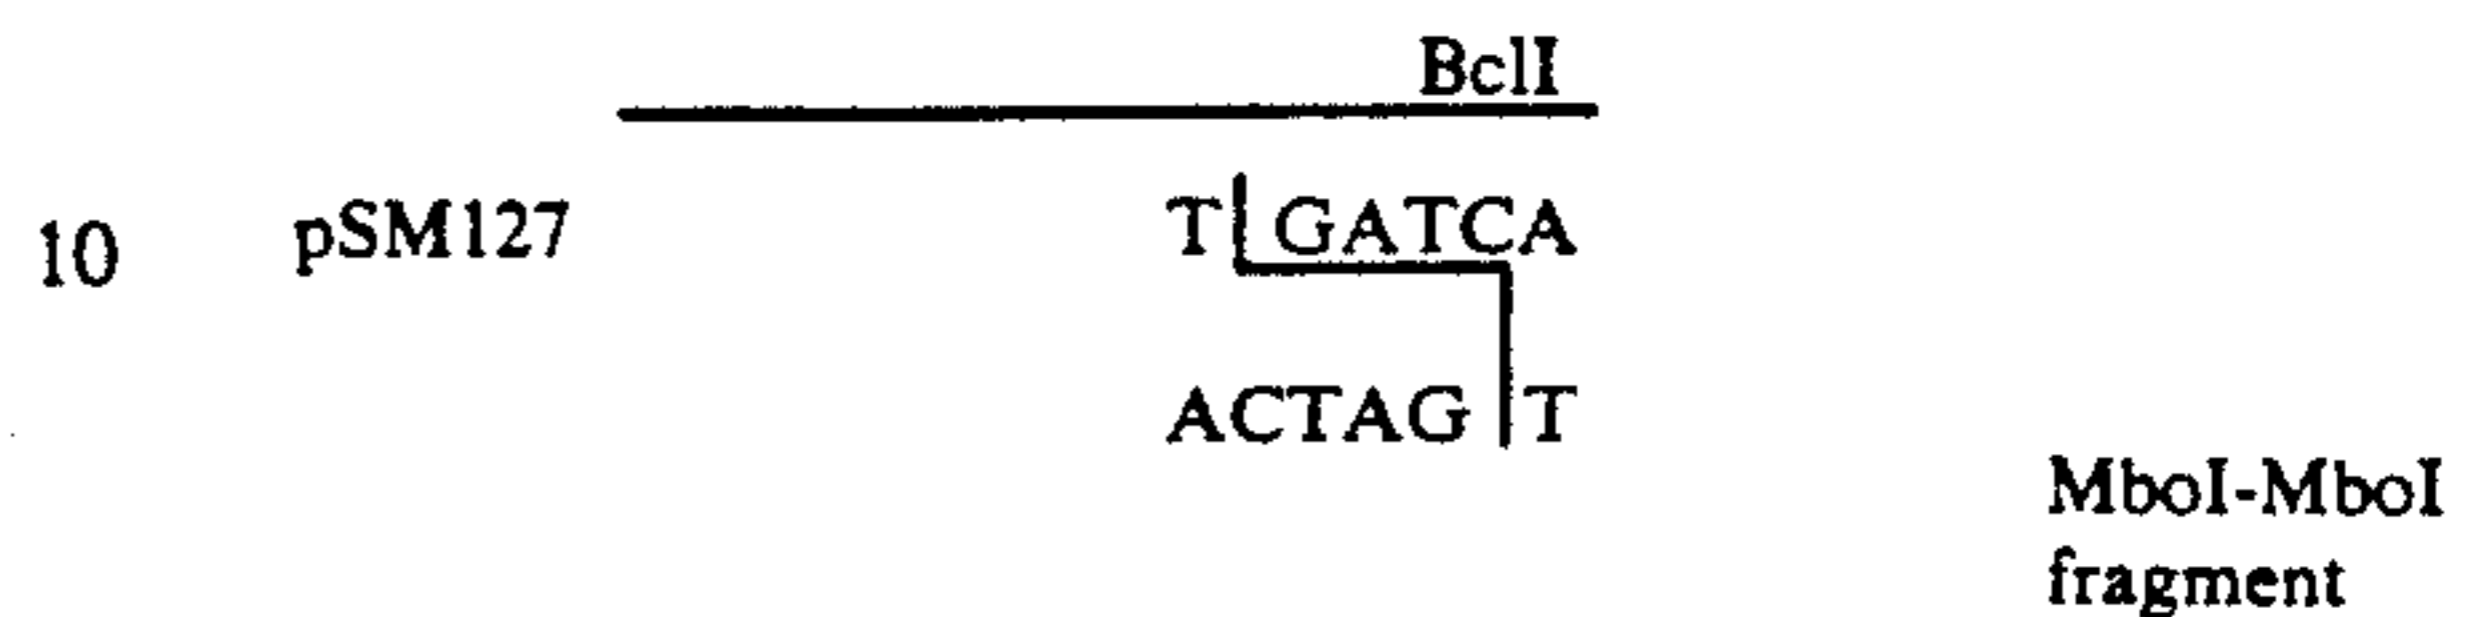 BclI
10 pSM127 T GATCA
ACTAG T
MboI-MboI
fragment